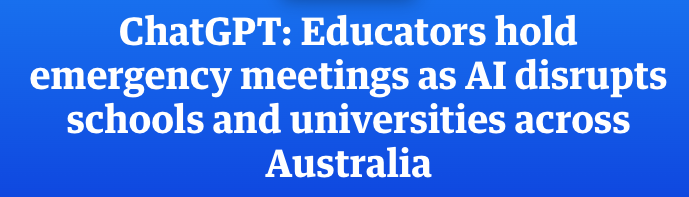 ChatGPT: Educators hold
emergency meetings as AI disrupts
schools and universities across
Australia